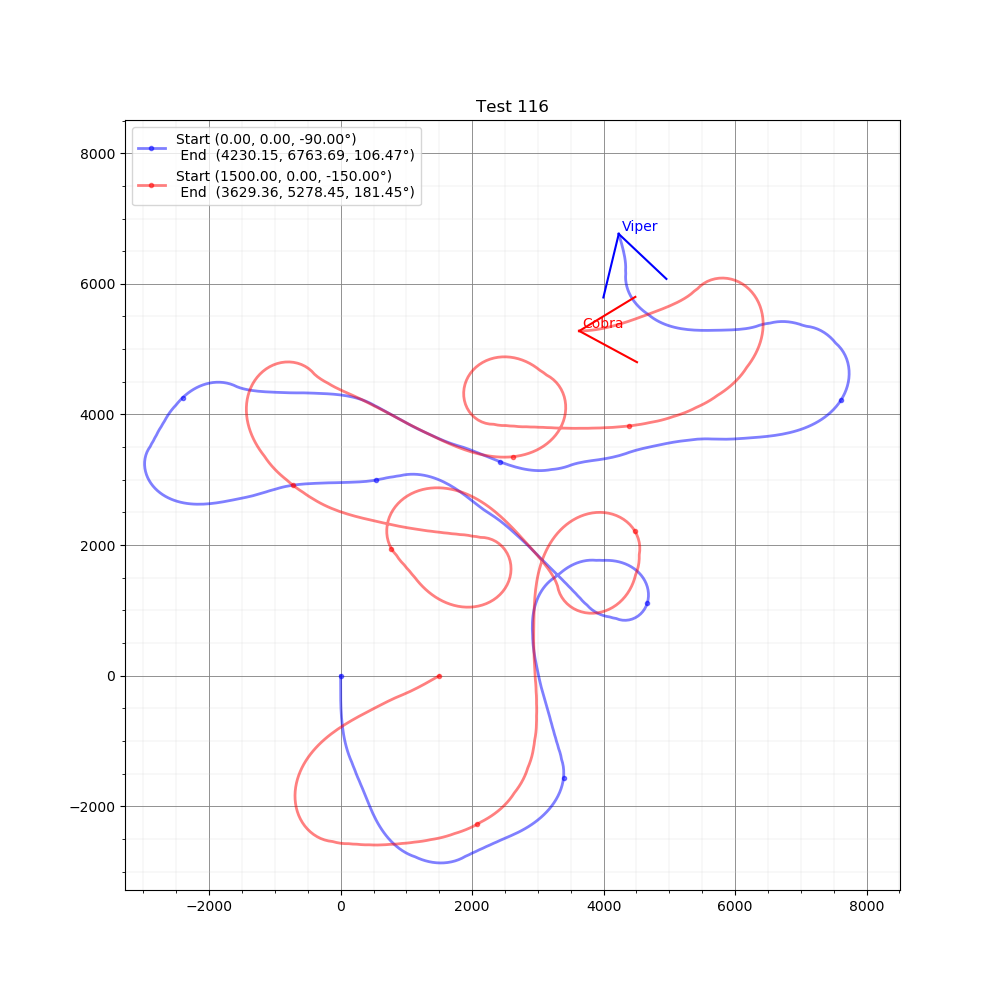 Test 116
Start (0.00, 0.00, -90.00°)
End (4230.15, 6763.69, 106.47°)
Start (1500.00, 0.00, -150.00°)
End (3629.36, 5278.45, 181.45°)
Viper
Cobra
8000
6000
4000
2000
0
−2000
−2000
0
2000
4000
6000
8000